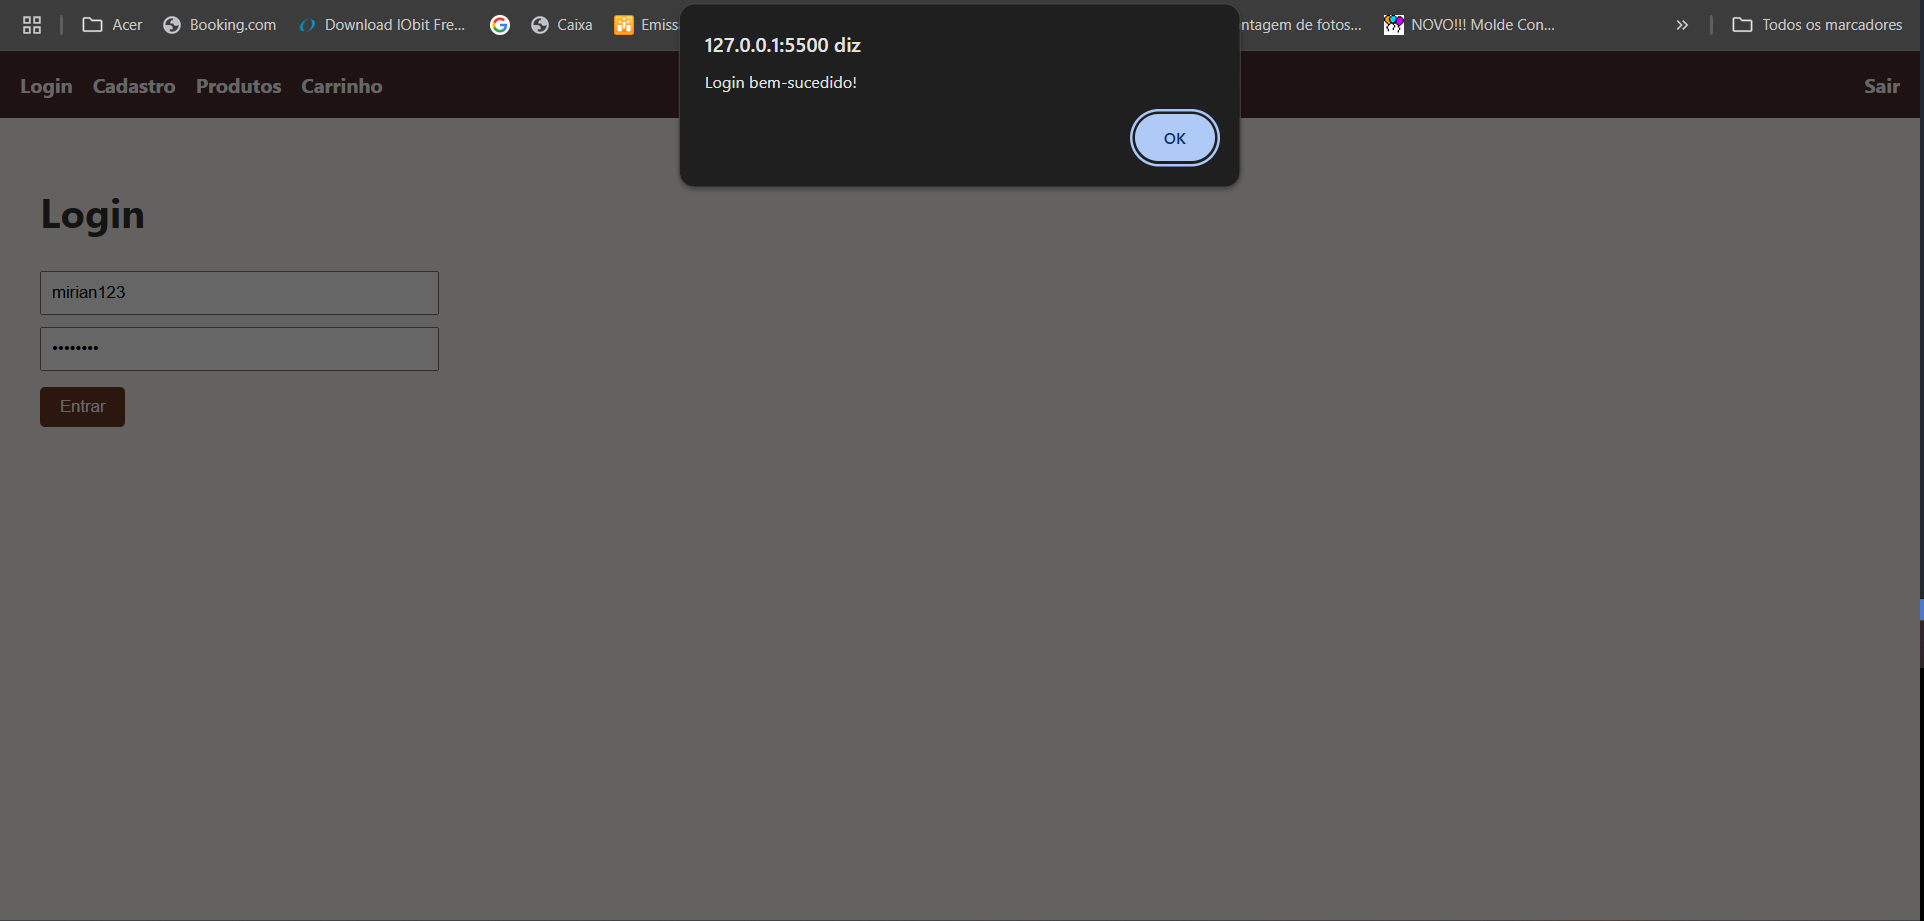 Acer Booking.com Download IObit Fre... Caixa Emiss ntagem de fotos... NOVO!!! Molde Con... Todos os marcadores
127.0.0.1:5500 diz
Login bem-sucedido!
OK
Login Cadastro Produtos Carrinho Sair
Login
mirian123
••••••••
Entrar